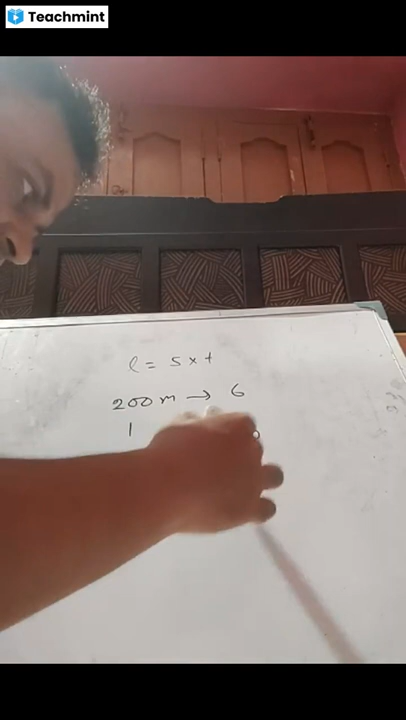 Teachmint
l = s x t
200 m → 6
1